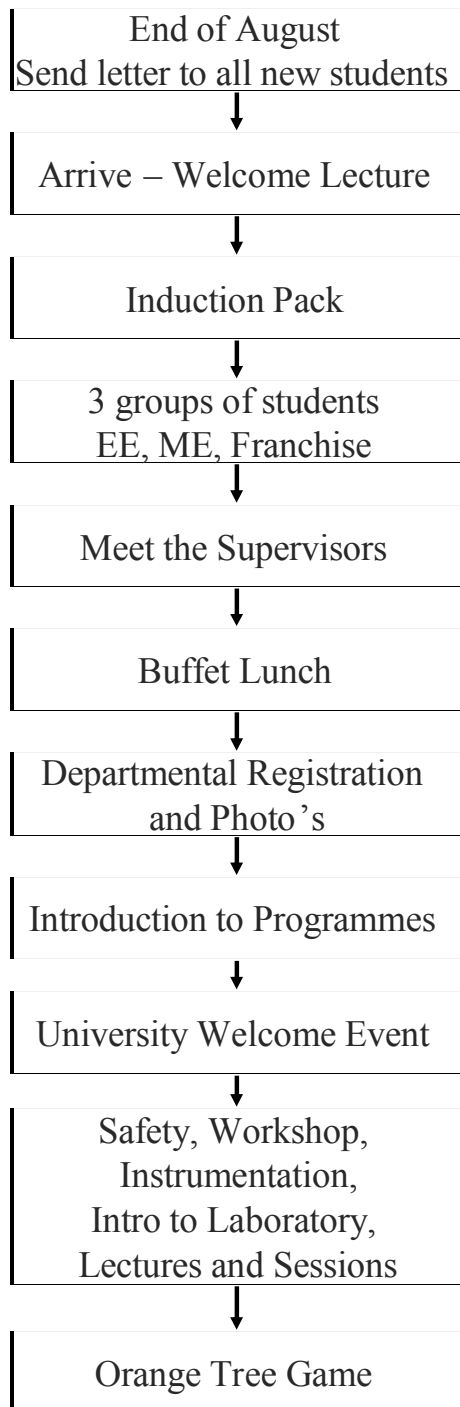 End of August
Send letter to all new students
Arrive – Welcome Lecture
Induction Pack
3 groups of students
EE, ME, Franchise
Meet the Supervisors
Buffet Lunch
Departmental Registration
and Photo’s
Introduction to Programmes
University Welcome Event
Safety, Workshop,
Instrumentation,
Intro to Laboratory,
Lectures and Sessions
Orange Tree Game